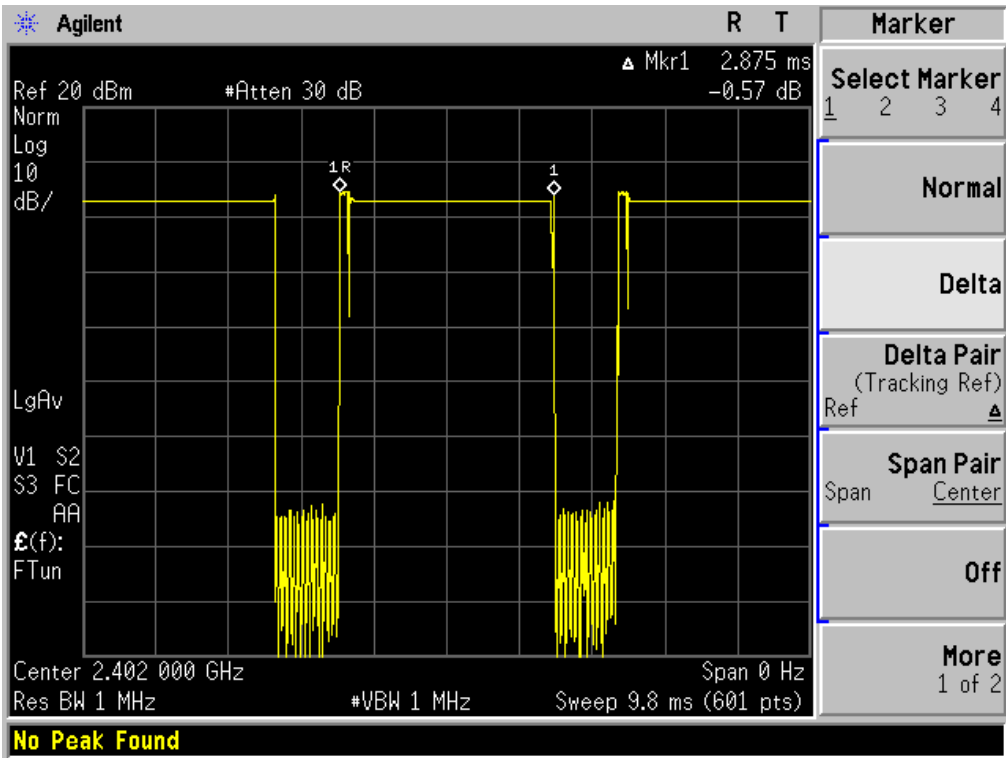 Agilent
R T
Marker
Δ Mkr1 2.875 ms
Ref 20 dBm #Atten 30 dB -0.57 dB
Norm
Log
10
dB/
1R
1
LgAv
V1 S2
S3 FC
AA
£(f):
FTun
Center 2.402 000 GHz Span 0 Hz
Res BW 1 MHz #VBW 1 MHz Sweep 9.8 ms (601 pts)
No Peak Found
Select Marker
1 2 3 4
Normal
Delta
Delta Pair
(Tracking Ref)
Ref Δ
Span Pair
Span Center
Off
More
1 of 2